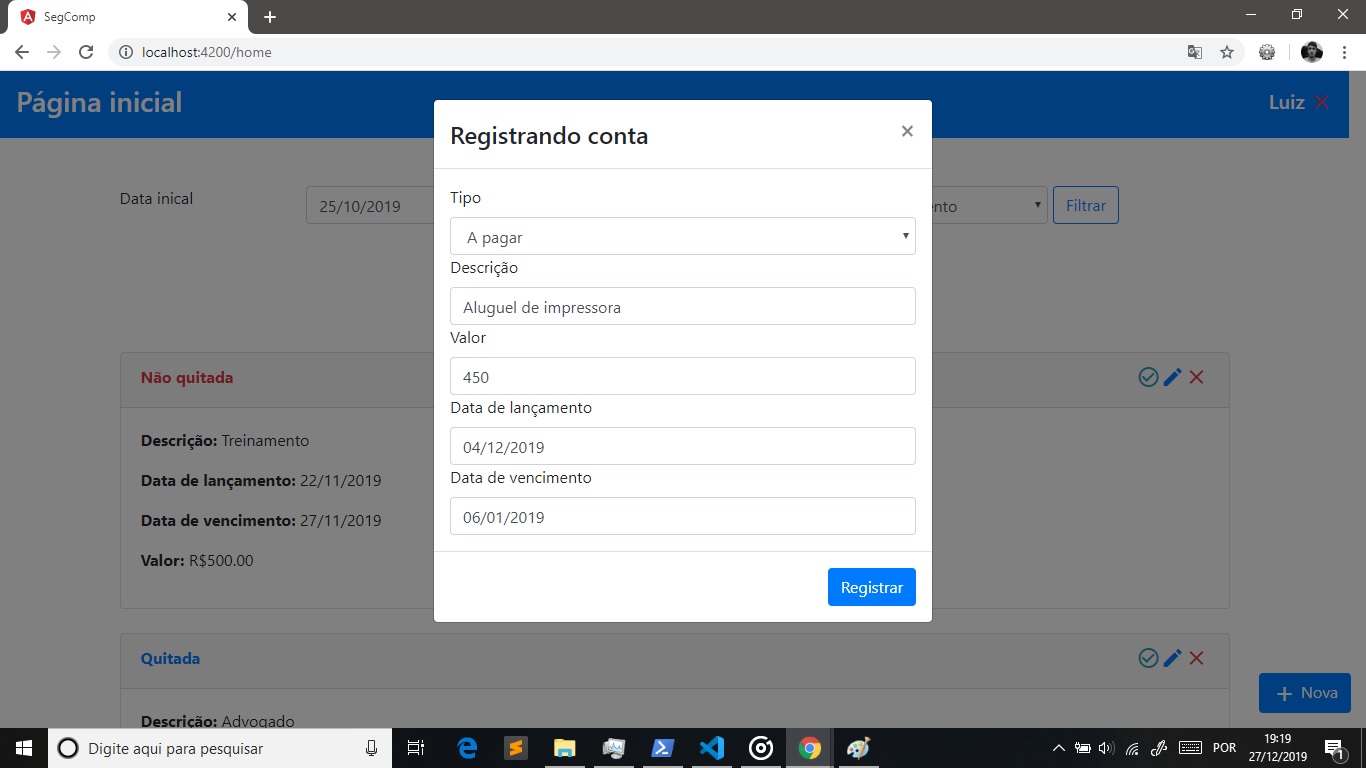 SegComp
localhost:4200/home
Página inicial
Luiz
Registrando conta
×
Data inical
25/10/2019
Filtrar
Tipo
A pagar
Descrição
Aluguel de impressora
Valor
450
Data de lançamento
04/12/2019
Data de vencimento
06/01/2019
Registrar
Não quitada
Descrição: Treinamento
Data de lançamento: 22/11/2019
Data de vencimento: 27/11/2019
Valor: R$500.00
Quitada
Descrição: Advogado
+ Nova
Digite aqui para pesquisar
POR
19:19
27/12/2019
1